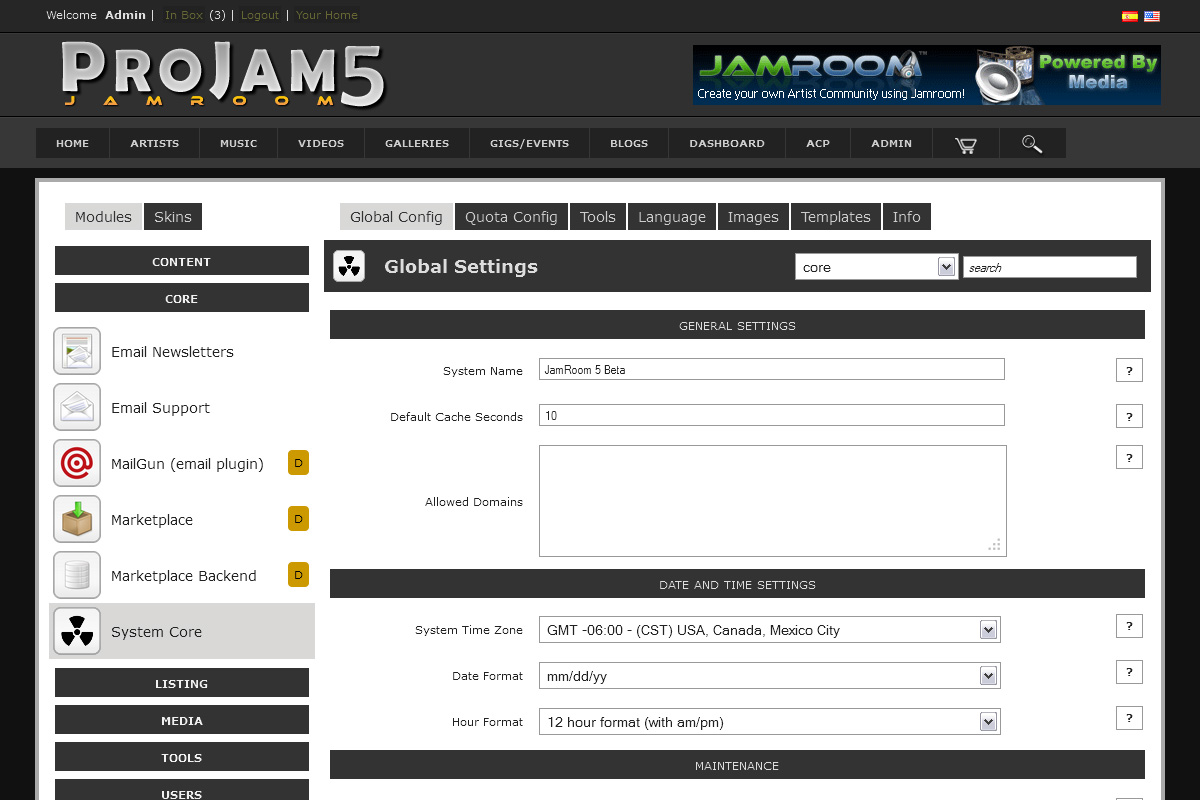 Welcome Admin | In Box (3) | Logout | Your Home
PROJAM5
JAMROOM
JAMROOM™
Create your own Artist Community using Jamroom!
Powered By
Media
HOME ARTISTS MUSIC VIDEOS GALLERIES GIGS/EVENTS BLOGS DASHBOARD ACP ADMIN
Modules Skins
CONTENT
CORE
Email Newsletters
Email Support
MailGun (email plugin) D
Marketplace D
Marketplace Backend D
System Core
LISTING
MEDIA
TOOLS
USERS
Global Config Quota Config Tools Language Images Templates Info
Global Settings core search
GENERAL SETTINGS
System Name JamRoom 5 Beta ?
Default Cache Seconds 10 ?
Allowed Domains ?
DATE AND TIME SETTINGS
System Time Zone GMT -06:00 - (CST) USA, Canada, Mexico City ?
Date Format mm/dd/yy ?
Hour Format 12 hour format (with am/pm) ?
MAINTENANCE